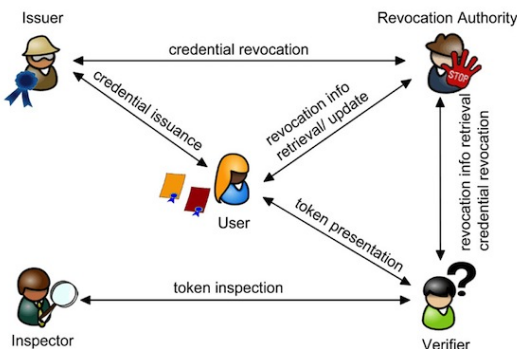 Issuer
Revocation Authority
credential revocation
STOP
credential issuance
revocation info
retrieval/ update
revocation info retrieval
credential revocation
User
token presentation
token inspection
?
Inspector
Verifier